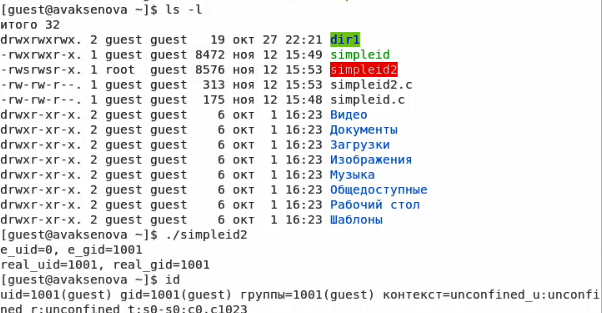 [guest@avaksenova ~]$ ls -l
итого 32
drwxrwxrwx. 2 guest guest   19 окт 27 22:21 dir1
-rwxrwxr-x. 1 guest guest 8472 ноя 12 15:49 simpleid
-rwsrwsr-x. 1 root  guest 8576 ноя 12 15:53 simpleid2
-rw-rw-r--. 1 guest guest  313 ноя 12 15:53 simpleid2.c
-rw-rw-r--. 1 guest guest  175 ноя 12 15:48 simpleid.c
drwxr-xr-x. 2 guest guest    6 окт  1 16:23 Видео
drwxr-xr-x. 2 guest guest    6 окт  1 16:23 Документы
drwxr-xr-x. 2 guest guest    6 окт  1 16:23 Загрузки
drwxr-xr-x. 2 guest guest    6 окт  1 16:23 Изображения
drwxr-xr-x. 2 guest guest    6 окт  1 16:23 Музыка
drwxr-xr-x. 2 guest guest    6 окт  1 16:23 Общедоступные
drwxr-xr-x. 2 guest guest    6 окт  1 16:23 Рабочий стол
drwxr-xr-x. 2 guest guest    6 окт  1 16:23 Шаблоны
[guest@avaksenova ~]$ ./simpleid2
e_uid=0, e_gid=1001
real_uid=1001, real_gid=1001
[guest@avaksenova ~]$ id
uid=1001(guest) gid=1001(guest) группы=1001(guest) контекст=unconfined_u:unconfi
ned_r:unconfined_t:s0-s0:c0.c1023